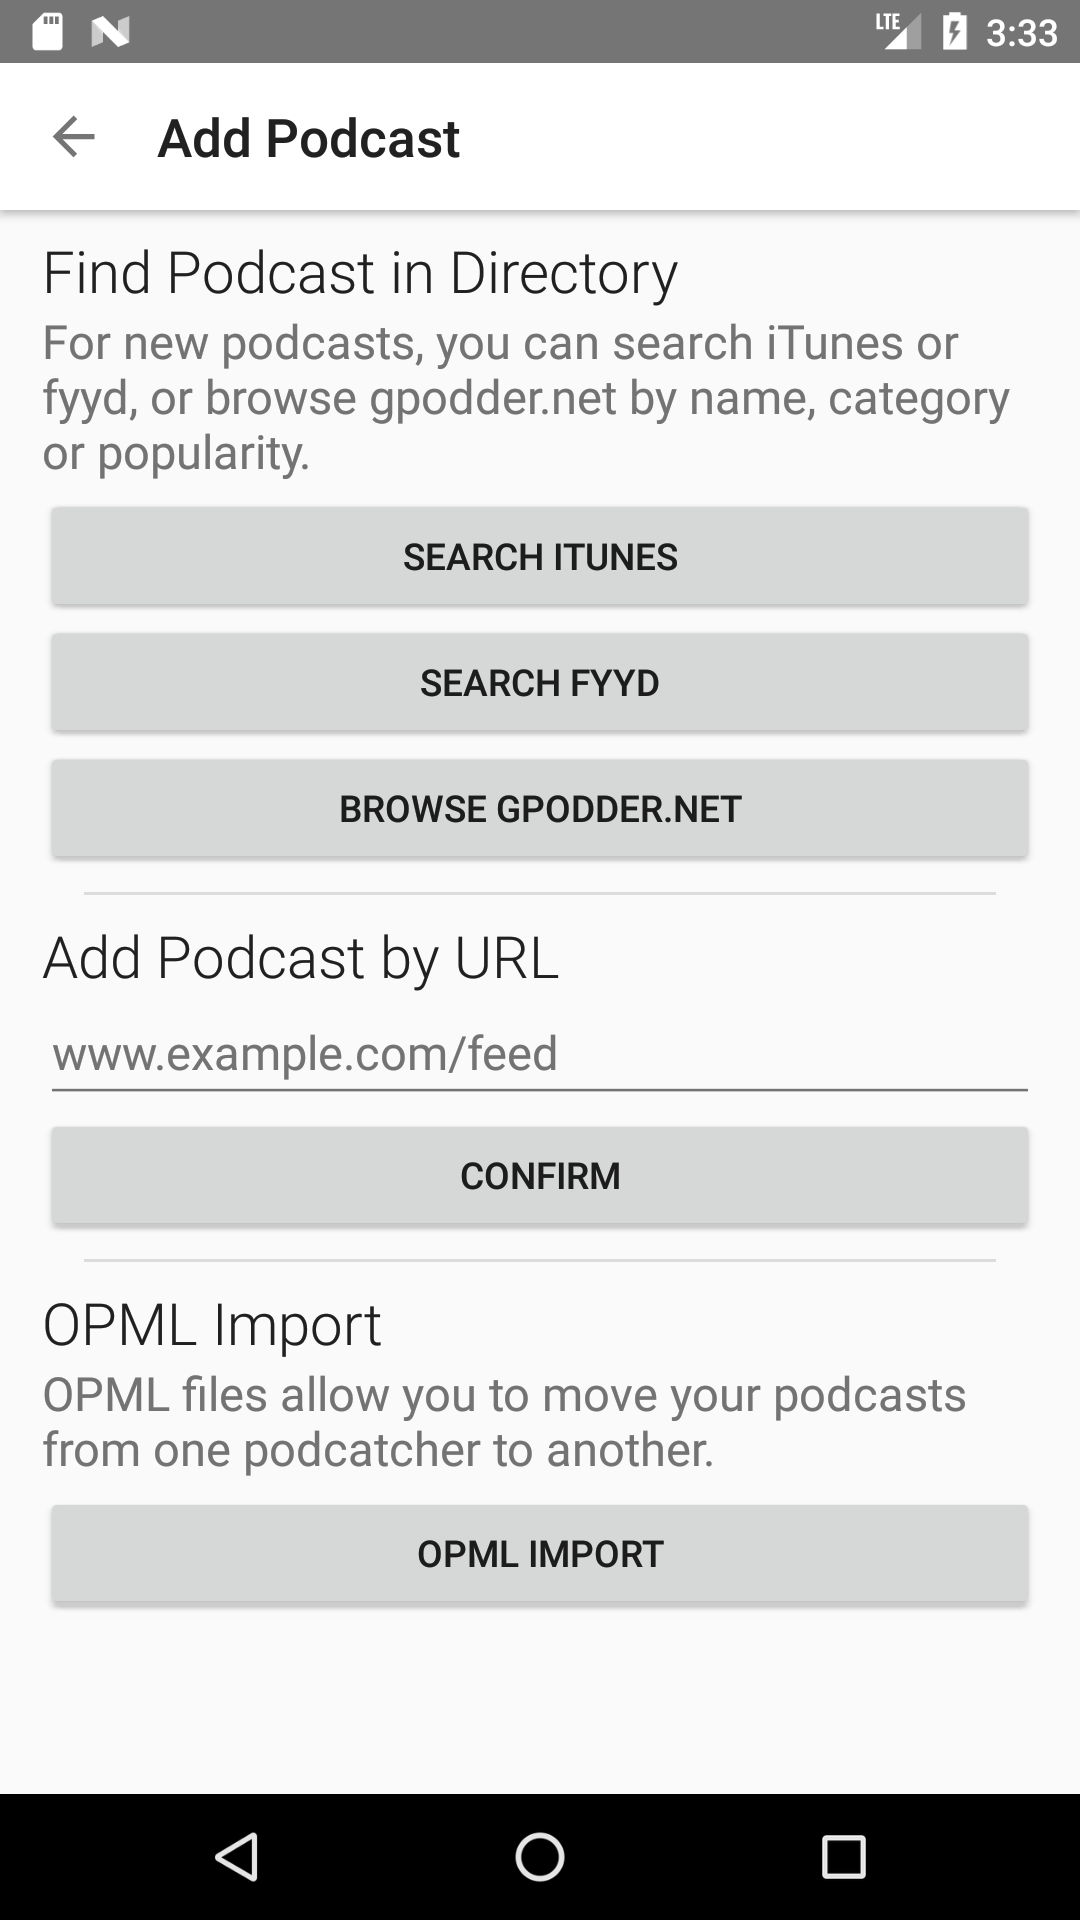 LTE 3:33
Add Podcast
Find Podcast in Directory
For new podcasts, you can search iTunes or
fyyd, or browse gpodder.net by name, category
or popularity.
SEARCH ITUNES
SEARCH FYYD
BROWSE GPODDER.NET
Add Podcast by URL
www.example.com/feed
CONFIRM
OPML Import
OPML files allow you to move your podcasts
from one podcatcher to another.
OPML IMPORT